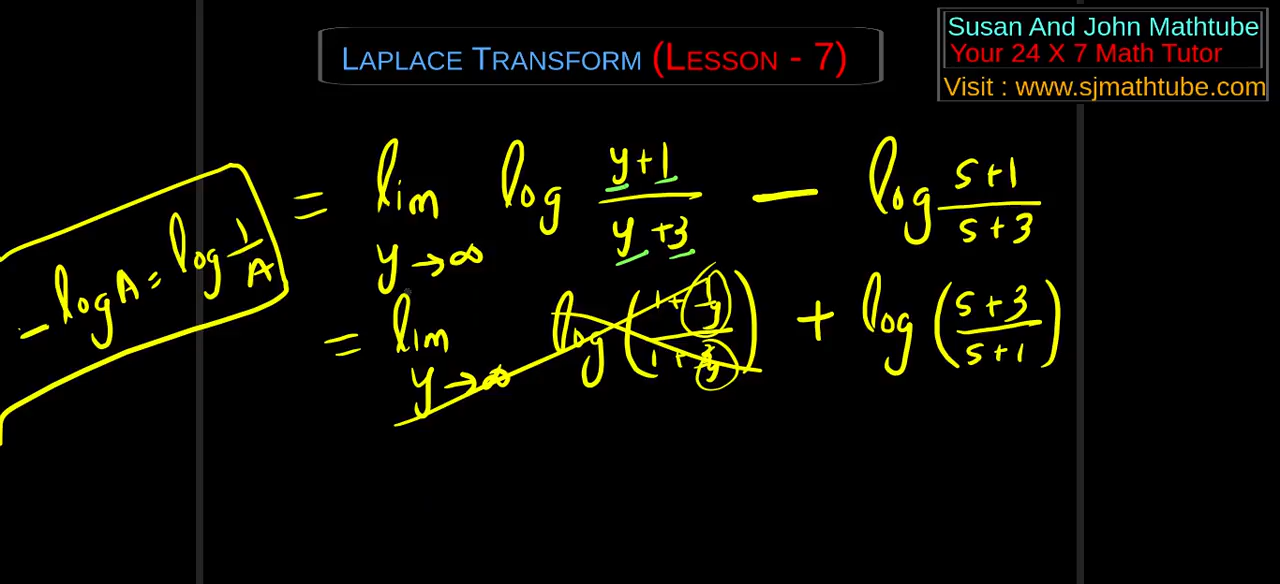 LAPLACE TRANSFORM (LESSON - 7)
Susan And John Mathtube
Your 24 X 7 Math Tutor
Visit : www.sjmathtube.com
= lim y→∞ log (y+1)/(y+3) — log (s+1)/(s+3)
- log A = log 1/A
= lim y→∞ log ((1+1/y)/(1+3/y)) + log ((s+3)/(s+1))